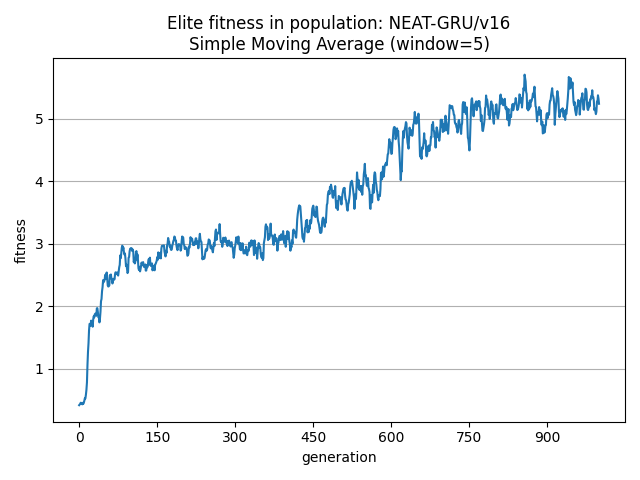 Elite fitness in population: NEAT-GRU/v16
Simple Moving Average (window=5)
fitness
5
4
3
2
1
0 150 300 450 600 750 900
generation